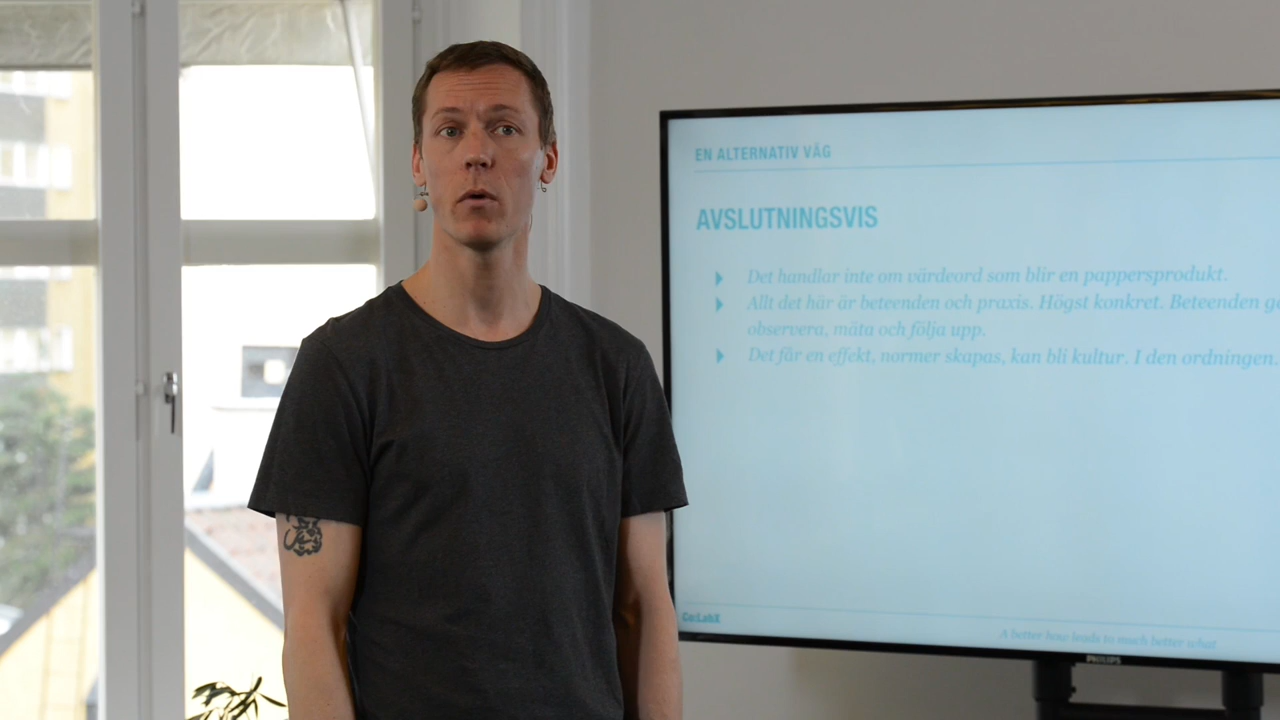 EN ALTERNATIV VÄG
AVSLUTNINGSVIS
Det handlar inte om värdeord som blir en pappersprodukt.
Allt det här är beteenden och praxis. Högst konkret. Beteenden
observera, mäta och följa upp.
Det får en effekt, normer skapas, kan bli kultur. I den ordningen.
Co:LabX
A better how leads to much better what
PHILIPS